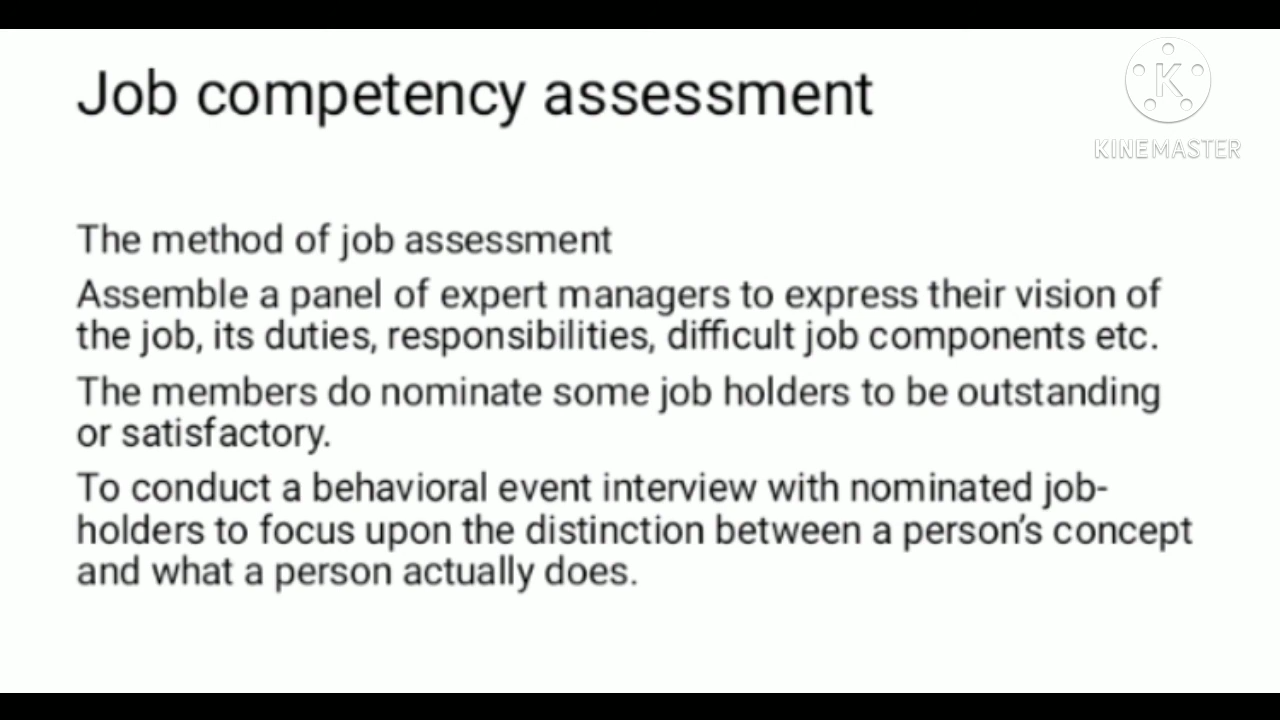 Job competency assessment
K
KINEMASTER
The method of job assessment
Assemble a panel of expert managers to express their vision of
the job, its duties, responsibilities, difficult job components etc.
The members do nominate some job holders to be outstanding
or satisfactory.
To conduct a behavioral event interview with nominated job-
holders to focus upon the distinction between a person's concept
and what a person actually does.